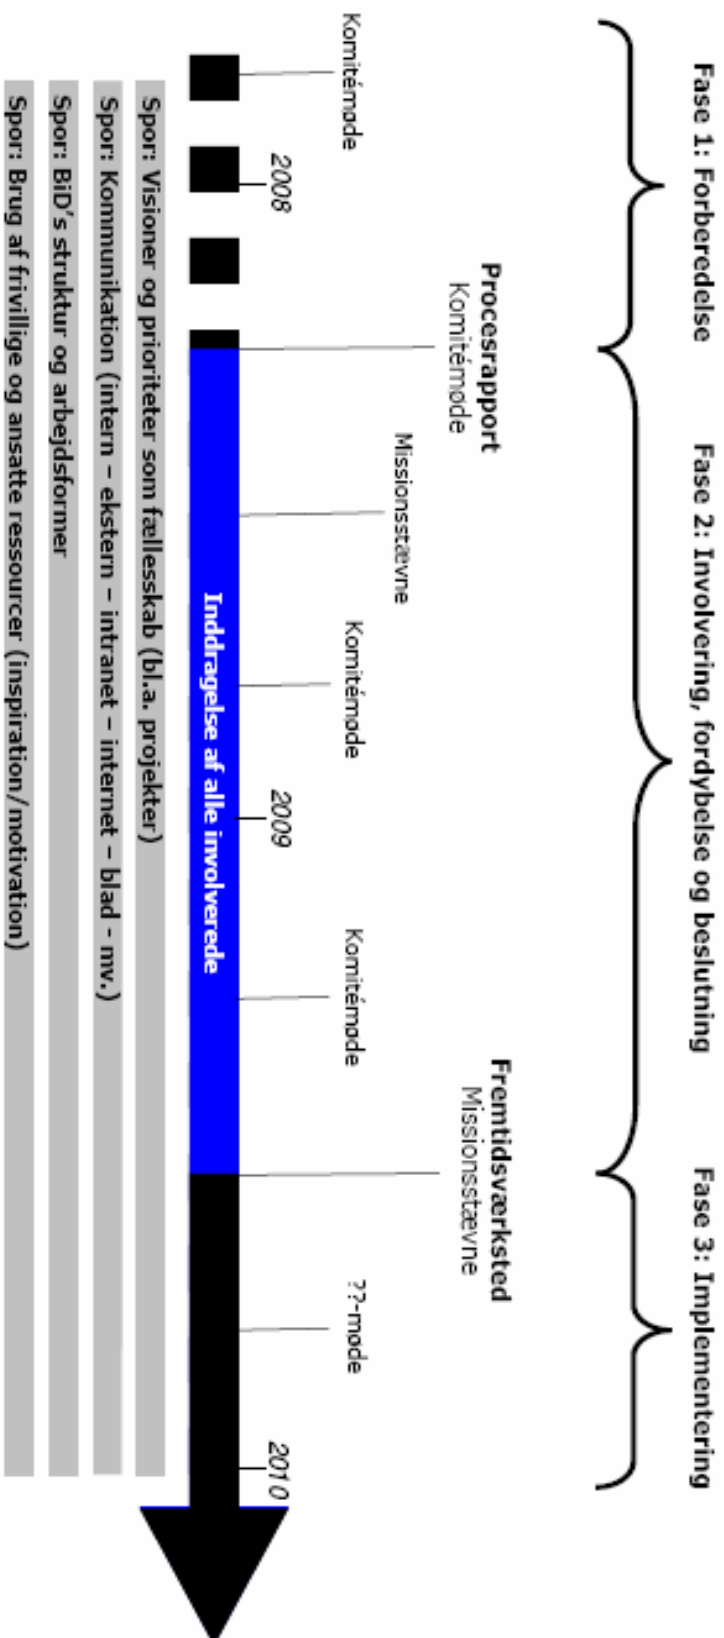 Fase 1: Forberedelse
Fase 2: Involvering, fordybelse og beslutning
Fase 3: Implementering
Procesrapport
Komitémøde
Fremtidsværksted
Missionsstævne
Missionsstævne
Komitémøde
Komitémøde
Komitémøde
??-møde
2008
2009
2010
Inddragelse af alle involverede
Spor: Visioner og prioriteter som fællesskab (bl.a. projekter)
Spor: Kommunikation (intern – ekstern – intranet – internet – blad - mv.)
Spor: BiD's struktur og arbejdsformer
Spor: Brug af frivillige og ansatte ressourcer (inspiration/motivation)